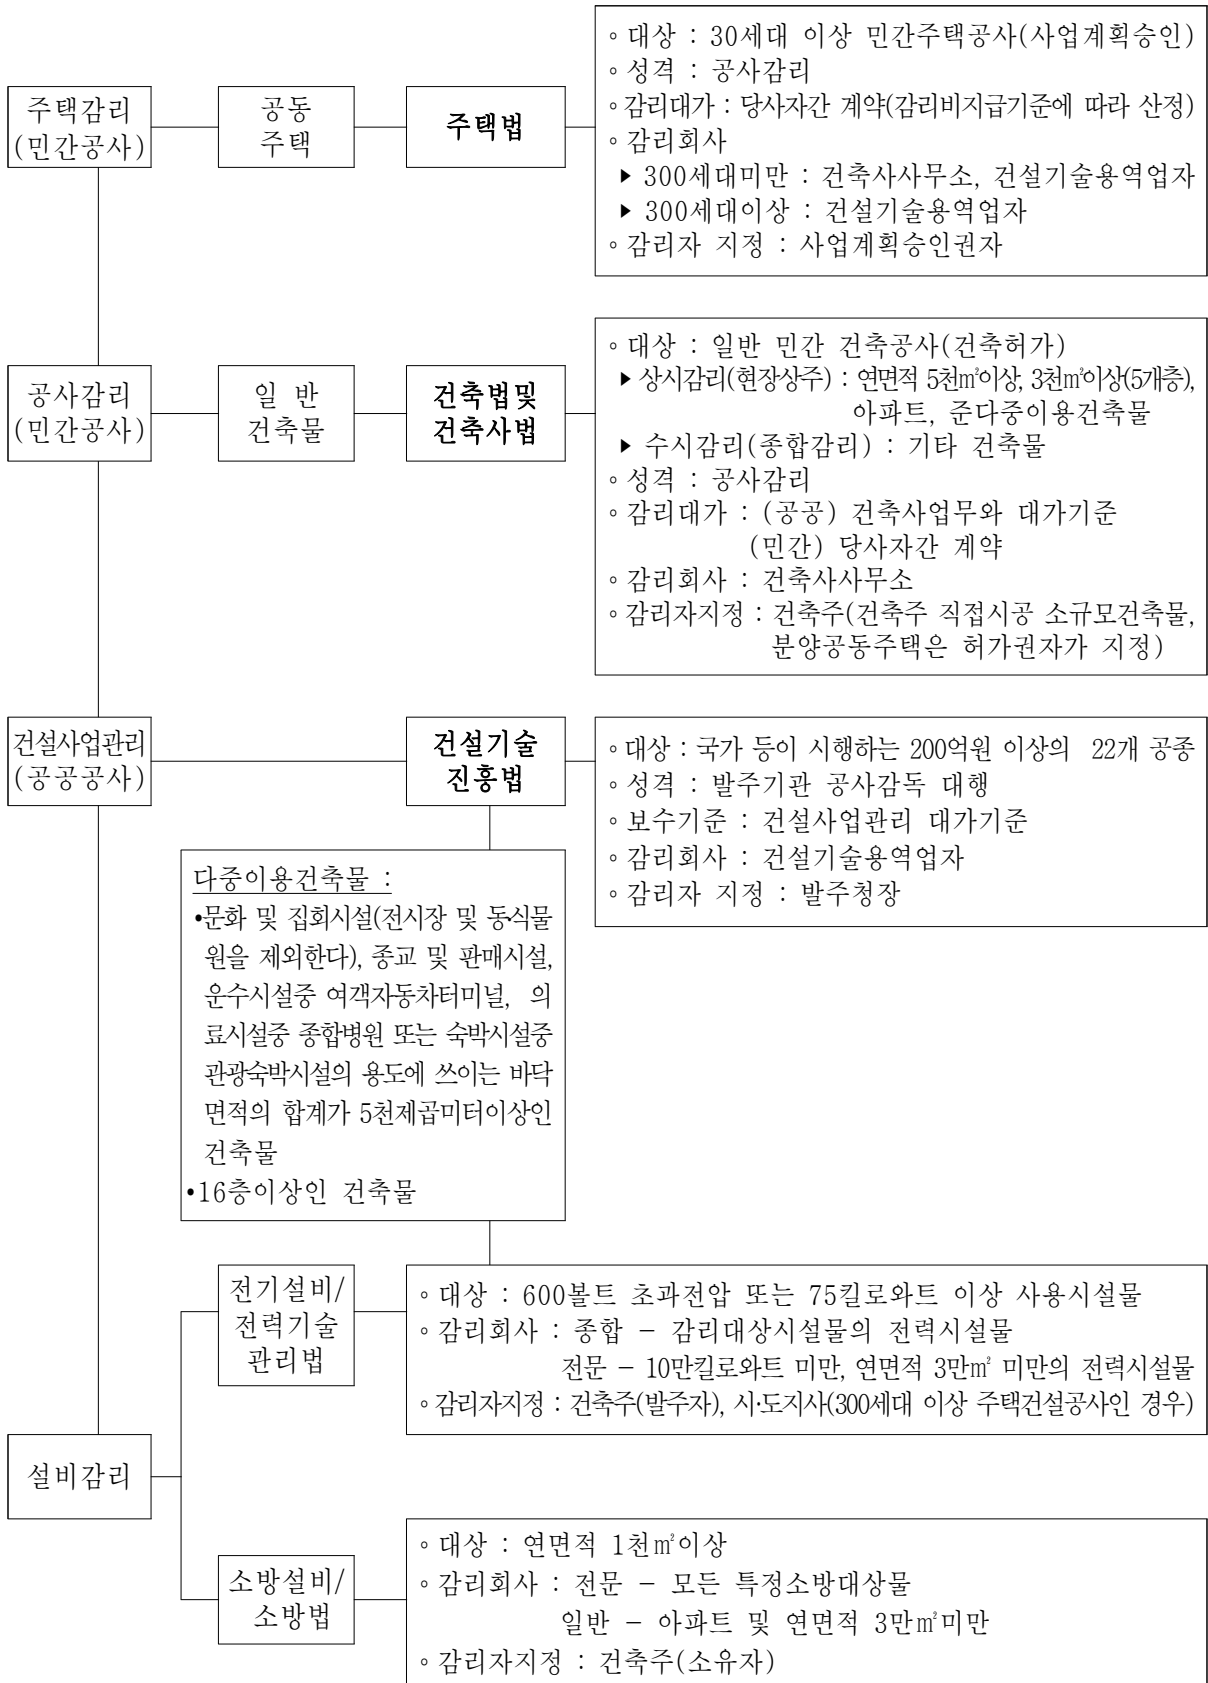 주택감리
(민간공사)
공동
주택
주택법
◦대상 : 30세대 이상 민간주택공사(사업계획승인)
◦성격 : 공사감리
◦감리대가 : 당사자간 계약(감리비지급기준에 따라 산정)
◦감리회사
▶ 300세대미만 : 건축사사무소, 건설기술용역업자
▶ 300세대이상 : 건설기술용역업자
◦감리자 지정 : 사업계획승인권자
공사감리
(민간공사)
일 반
건축물
건축법및
건축사법
◦대상 : 일반 민간 건축공사(건축허가)
▶ 상시감리(현장상주) : 연면적 5천㎡이상, 3천㎡이상(5개층),
아파트, 준다중이용건축물
▶ 수시감리(종합감리) : 기타 건축물
◦성격 : 공사감리
◦감리대가 : (공공) 건축사업무와 대가기준
(민간) 당사자간 계약
◦감리회사 : 건축사사무소
◦감리자지정 : 건축주(건축주 직접시공 소규모건축물,
분양공동주택은 허가권자가 지정)
건설사업관리
(공공공사)
건설기술
진흥법
◦대상 : 국가 등이 시행하는 200억원 이상의 22개 공종
◦성격 : 발주기관 공사감독 대행
◦보수기준 : 건설사업관리 대가기준
◦감리회사 : 건설기술용역업자
◦감리자 지정 : 발주청장
다중이용건축물 :
•문화 및 집회시설(전시장 및 동·식물
원을 제외한다), 종교 및 판매시설,
운수시설중 여객자동차터미널, 의
료시설중 종합병원 또는 숙박시설중
관광숙박시설의 용도에 쓰이는 바닥
면적의 합계가 5천제곱미터이상인
건축물
•16층이상인 건축물
전기설비/
전력기술
관리법
◦대상 : 600볼트 초과전압 또는 75킬로와트 이상 사용시설물
◦감리회사 : 종합 - 감리대상시설물의 전력시설물
전문 - 10만킬로와트 미만, 연면적 3만㎡ 미만의 전력시설물
◦감리자지정 : 건축주(발주자), 시·도지사(300세대 이상 주택건설공사인 경우)
설비감리
소방설비/
소방법
◦대상 : 연면적 1천㎡이상
◦감리회사 : 전문 - 모든 특정소방대상물
일반 - 아파트 및 연면적 3만㎡미만
◦감리자지정 : 건축주(소유자)